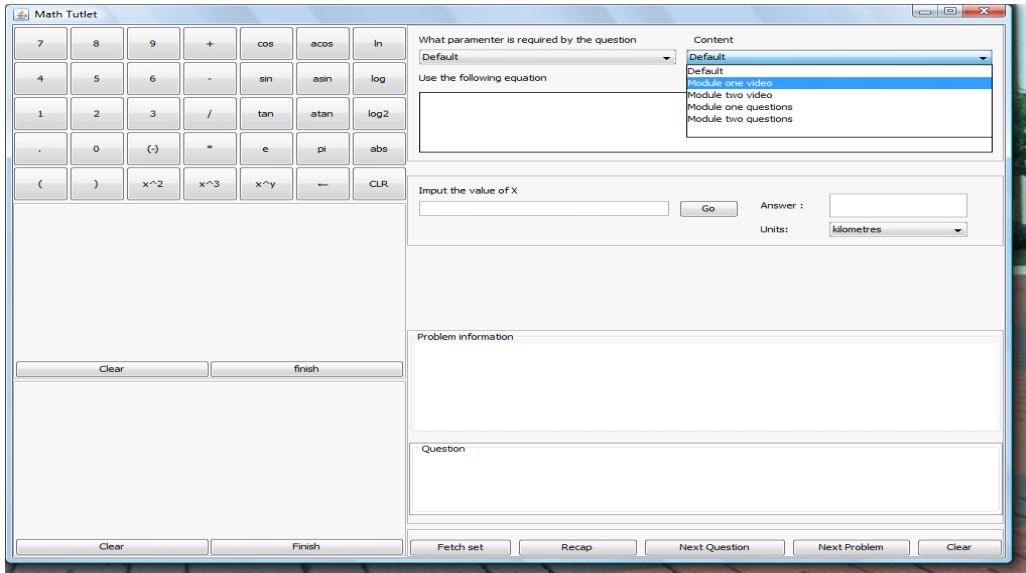 Math Tutlet
7 8 9 + cos acos ln
4 5 6 - sin asin log
1 2 3 / tan atan log2
. 0 (-) * e pi abs
( ) x^2 x^3 x^y ← CLR
Clear finish
Clear Finish
What paramenter is required by the question Content
Default Default
Default
Use the following equation Module one video
Module two video
Module one questions
Module two questions
Imput the value of X
Go Answer :
Units: kilometres
Problem information
Question
Fetch set Recap Next Question Next Problem Clear